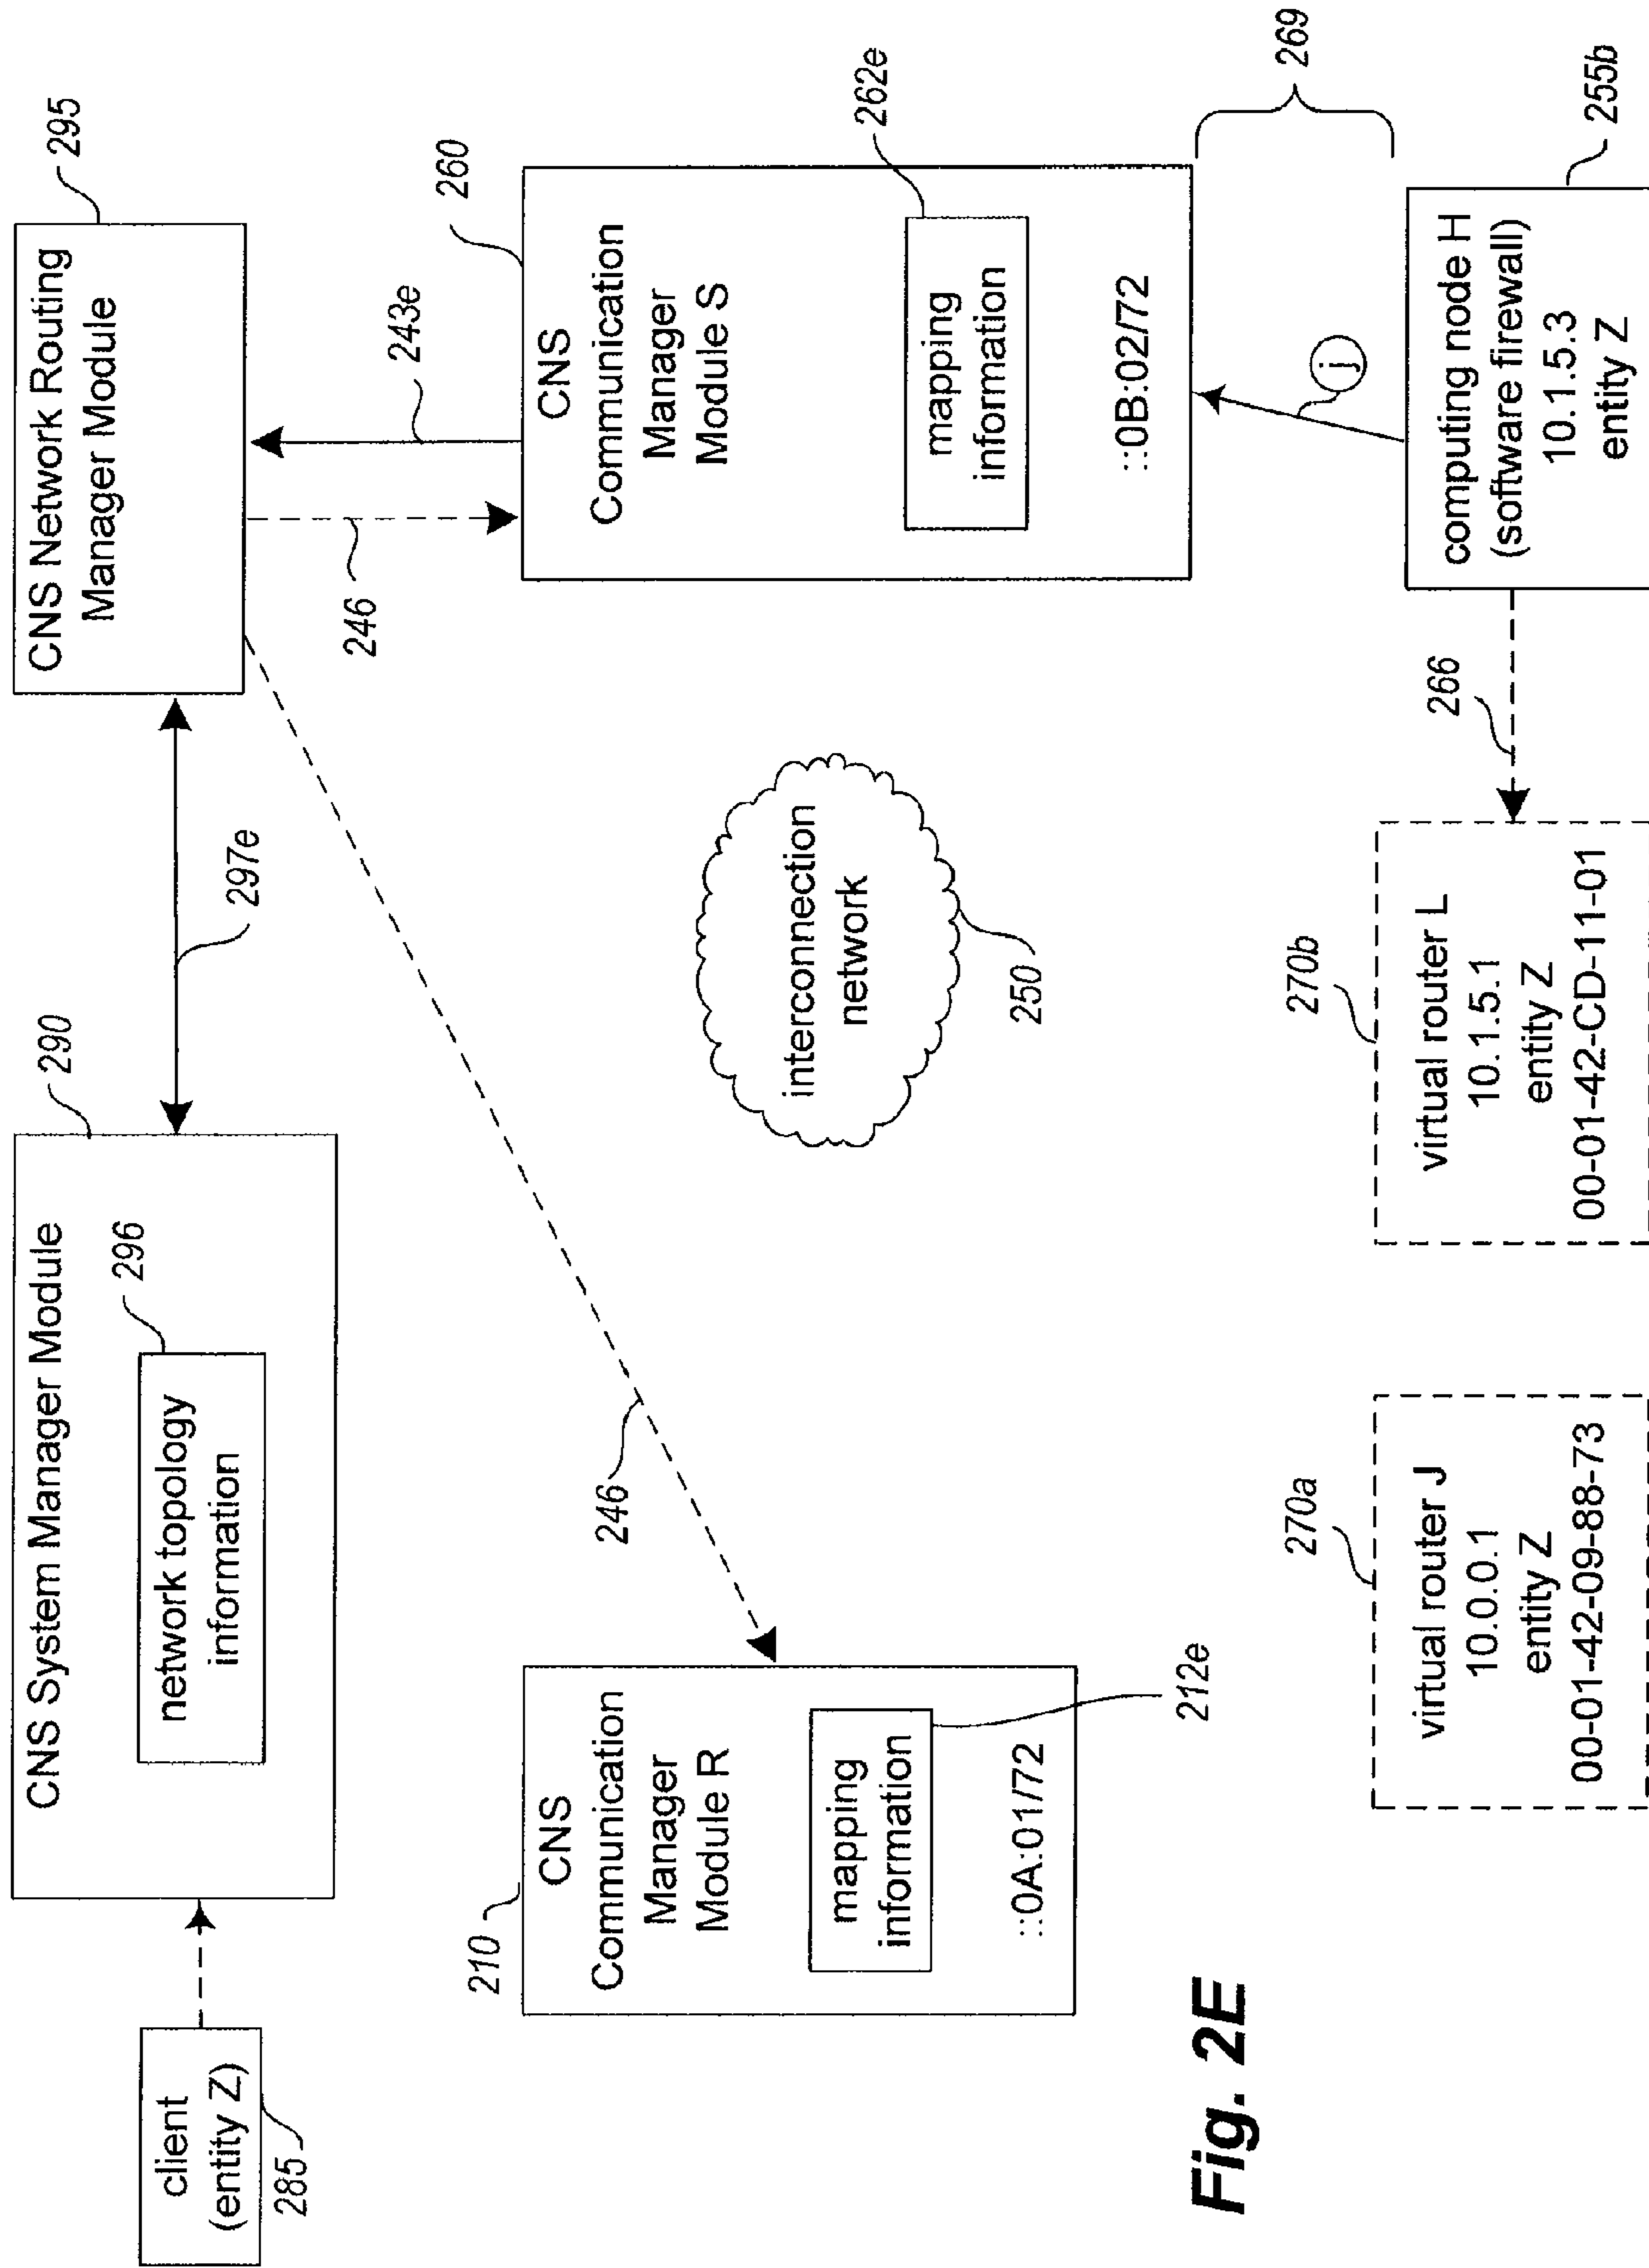 client
(entity Z)
285
CNS System Manager Module
290
network topology
information
296
297e
CNS Network Routing
Manager Module
295
246
246
243e
210
CNS
Communication
Manager
Module R
mapping
information
212e
::0A:01/72
interconnection
network
250
CNS
Communication
Manager
Module S
260
mapping
information
262e
::0B:02/72
269
j
270a
virtual router J
10.0.0.1
entity Z
00-01-42-09-88-73
270b
virtual router L
10.1.5.1
entity Z
00-01-42-CD-11-01
266
computing node H
(software firewall)
10.1.5.3
entity Z
255b
Fig. 2E